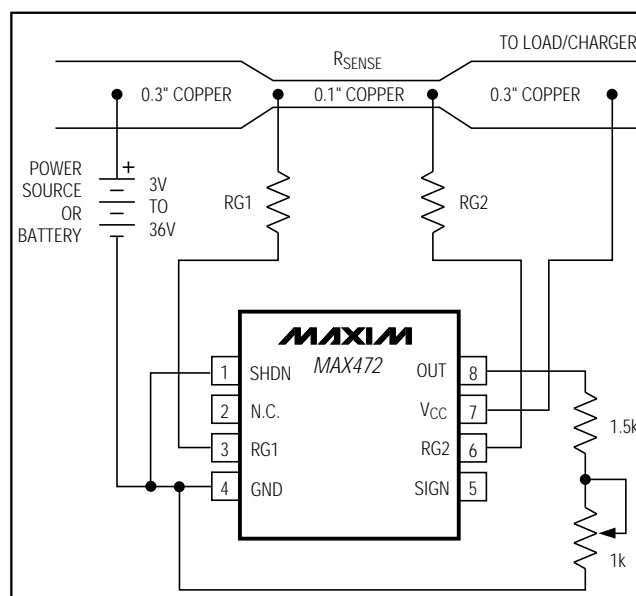 TO LOAD/CHARGER
RSENSE
0.3" COPPER
0.1" COPPER
0.3" COPPER
POWER
SOURCE
OR
BATTERY
+
3V
TO
36V
RG1
RG2
MAXIM
MAX472
1 SHDN
2 N.C.
3 RG1
4 GND
OUT 8
VCC 7
RG2 6
SIGN 5
1.5k
1k